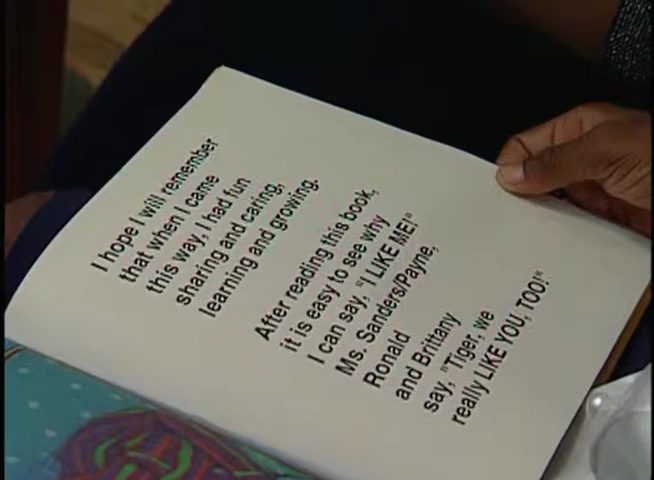 I hope I will remember
that when I came
this way, I had fun
sharing and caring,
learning and growing.
After reading this book,
it is easy to see why
I can say, "I LIKE ME!"
Ms. Sanders/Payne,
Ronald
and Brittany
say, "Tiger, we
really LIKE YOU, TOO!"